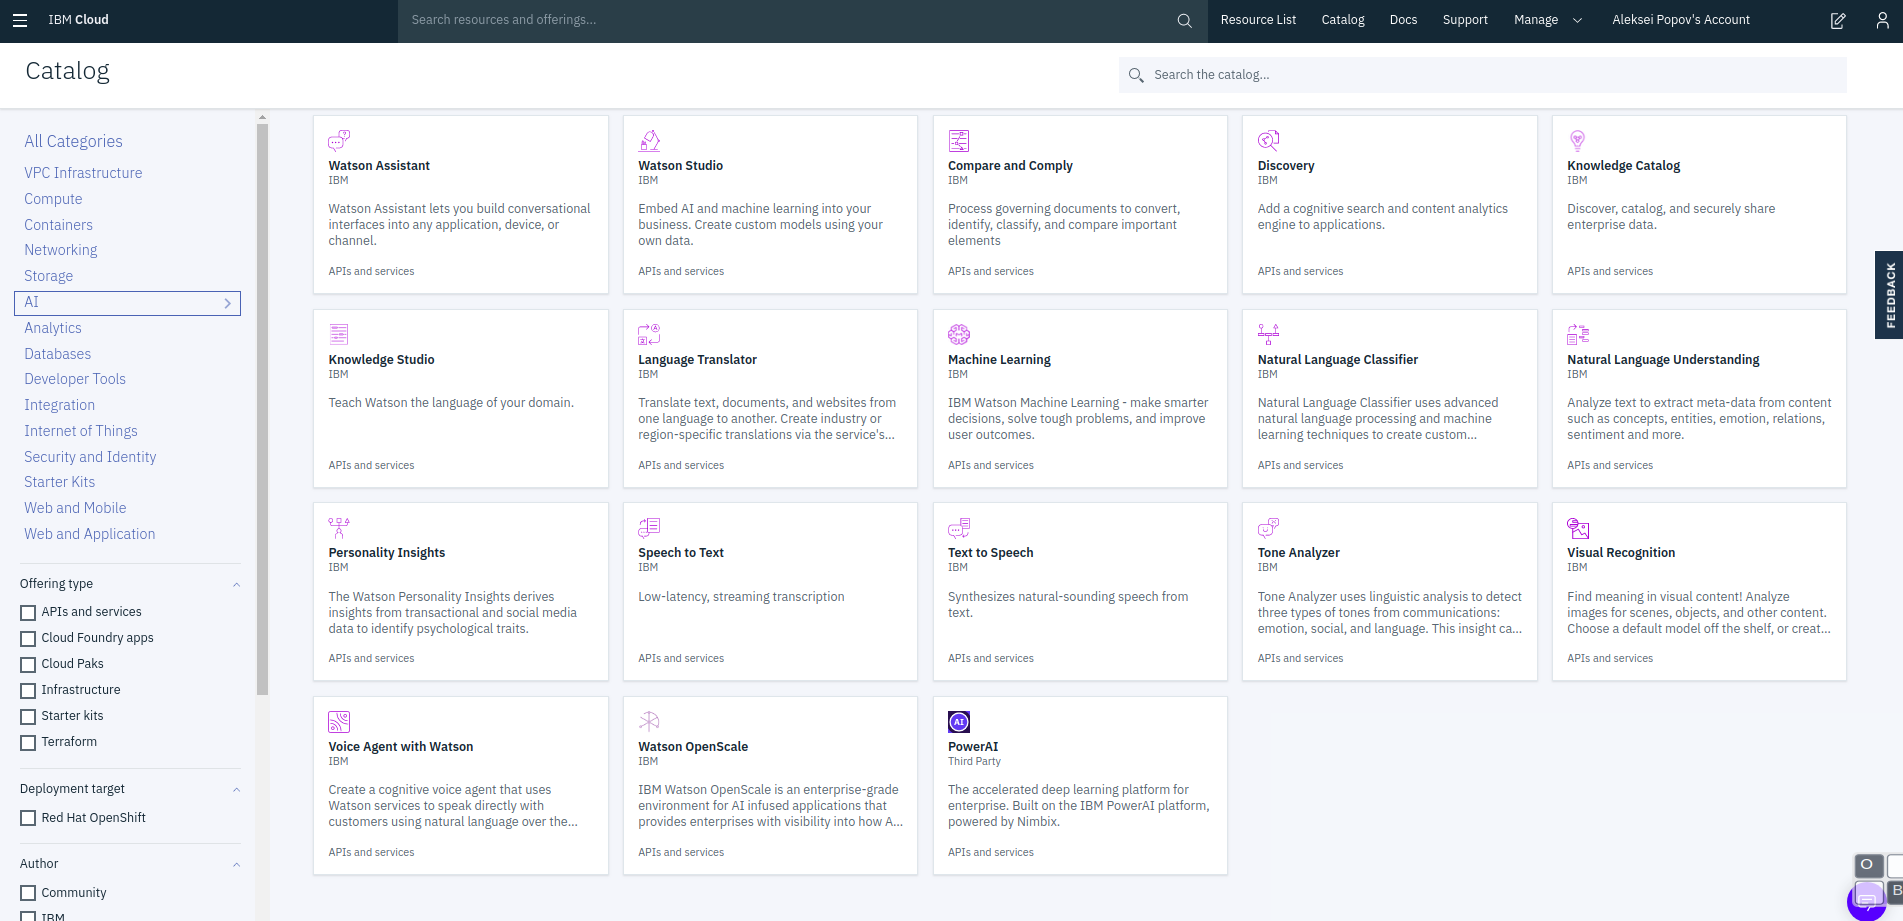 IBM Cloud
Search resources and offerings...
Resource List
Catalog
Docs
Support
Manage
Aleksei Popov's Account
Catalog
Search the catalog...
All Categories
VPC Infrastructure
Compute
Containers
Networking
Storage
AI
Analytics
Databases
Developer Tools
Integration
Internet of Things
Security and Identity
Starter Kits
Web and Mobile
Web and Application
Offering type
APIs and services
Cloud Foundry apps
Cloud Paks
Infrastructure
Starter kits
Terraform
Deployment target
Red Hat OpenShift
Author
Community
IBM
Watson Assistant
IBM
Watson Assistant lets you build conversational
interfaces into any application, device, or
channel.
APIs and services
Watson Studio
IBM
Embed AI and machine learning into your
business. Create custom models using your
own data.
APIs and services
Compare and Comply
IBM
Process governing documents to convert,
identify, classify, and compare important
elements
APIs and services
Discovery
IBM
Add a cognitive search and content analytics
engine to applications.
APIs and services
Knowledge Catalog
IBM
Discover, catalog, and securely share
enterprise data.
APIs and services
Knowledge Studio
IBM
Teach Watson the language of your domain.
APIs and services
Language Translator
IBM
Translate text, documents, and websites from
one language to another. Create industry or
region-specific translations via the service's...
APIs and services
Machine Learning
IBM
IBM Watson Machine Learning - make smarter
decisions, solve tough problems, and improve
user outcomes.
APIs and services
Natural Language Classifier
IBM
Natural Language Classifier uses advanced
natural language processing and machine
learning techniques to create custom...
APIs and services
Natural Language Understanding
IBM
Analyze text to extract meta-data from content
such as concepts, entities, emotion, relations,
sentiment and more.
APIs and services
Personality Insights
IBM
The Watson Personality Insights derives
insights from transactional and social media
data to identify psychological traits.
APIs and services
Speech to Text
IBM
Low-latency, streaming transcription
APIs and services
Text to Speech
IBM
Synthesizes natural-sounding speech from
text.
APIs and services
Tone Analyzer
IBM
Tone Analyzer uses linguistic analysis to detect
three types of tones from communications:
emotion, social, and language. This insight ca...
APIs and services
Visual Recognition
IBM
Find meaning in visual content! Analyze
images for scenes, objects, and other content.
Choose a default model off the shelf, or creat...
APIs and services
Voice Agent with Watson
IBM
Create a cognitive voice agent that uses
Watson services to speak directly with
customers using natural language over the...
APIs and services
Watson OpenScale
IBM
IBM Watson OpenScale is an enterprise-grade
environment for AI infused applications that
provides enterprises with visibility into how A...
APIs and services
AI
PowerAI
Third Party
The accelerated deep learning platform for
enterprise. Built on the IBM PowerAI platform,
powered by Nimbix.
APIs and services
FEEDBACK
O
B